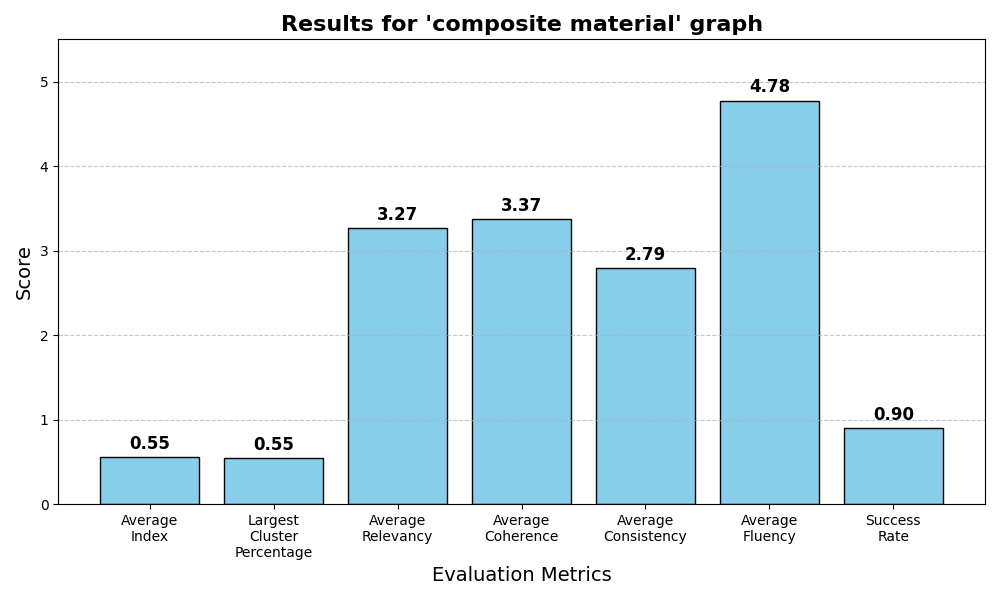 Results for 'composite material' graph
Score
5
4
3
2
1
0
0.55
0.55
3.27
3.37
2.79
4.78
0.90
Average
Index
Largest
Cluster
Percentage
Average
Relevancy
Average
Coherence
Average
Consistency
Average
Fluency
Success
Rate
Evaluation Metrics